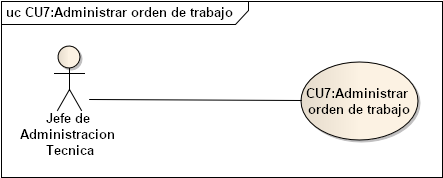 uc CU7:Administrar orden de trabajo
CU7:Administrar
orden de trabajo
Jefe de
Administracion
Tecnica